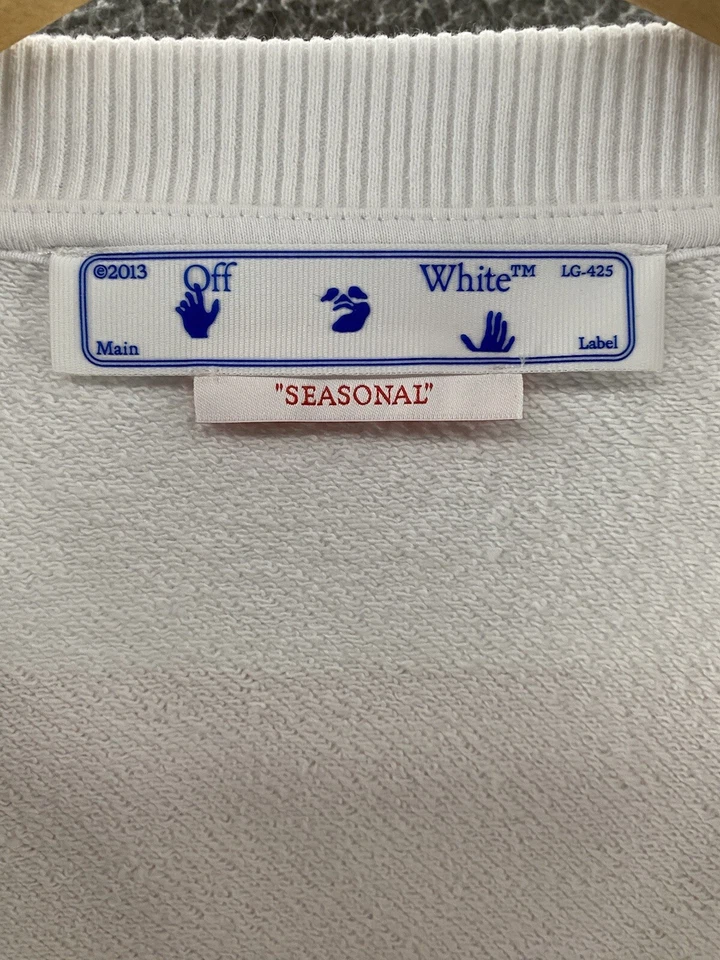 ©2013 Off White™ LG-425
Main Label
"SEASONAL"